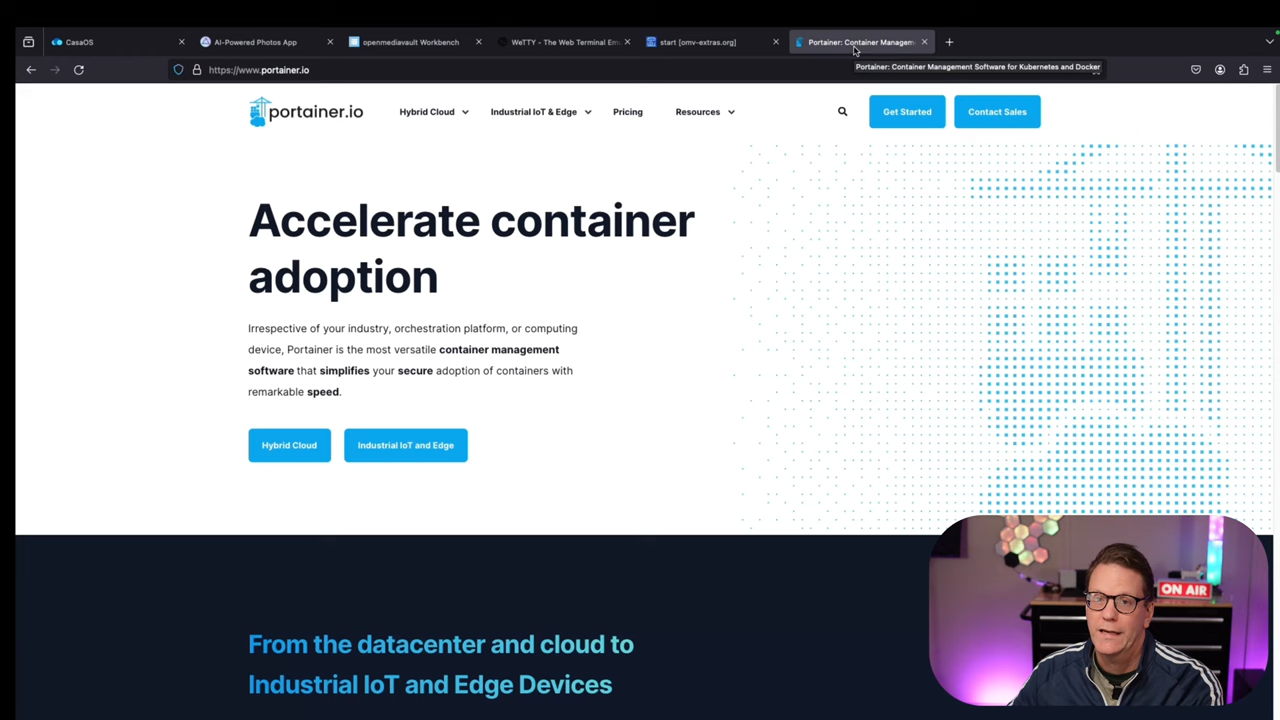 CasaOS
AI-Powered Photos App
openmediavault Workbench
WeTTY - The Web Terminal Em
start [omv-extras.org]
Portainer: Container Managem
https://www.portainer.io
Portainer: Container Management Software for Kubernetes and Docker
portainer.io
Hybrid Cloud
Industrial IoT & Edge
Pricing
Resources
Get Started
Contact Sales
Accelerate container
adoption
Irrespective of your industry, orchestration platform, or computing
device, Portainer is the most versatile container management
software that simplifies your secure adoption of containers with
remarkable speed.
Hybrid Cloud
Industrial IoT and Edge
From the datacenter and cloud to
Industrial IoT and Edge Devices
ON AIR